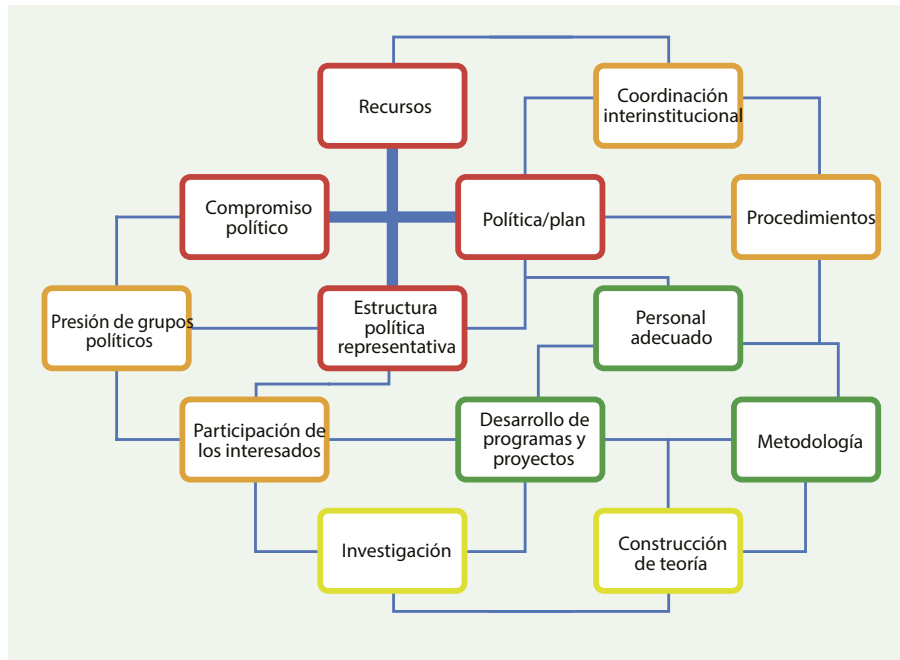 Recursos
Coordinación
interinstitucional
Compromiso
político
Política/plan
Procedimientos
Presión de grupos
políticos
Estructura
política
representativa
Personal
adecuado
Participación de
los interesados
Desarrollo de
programas y
proyectos
Metodología
Investigación
Construcción
de teoría